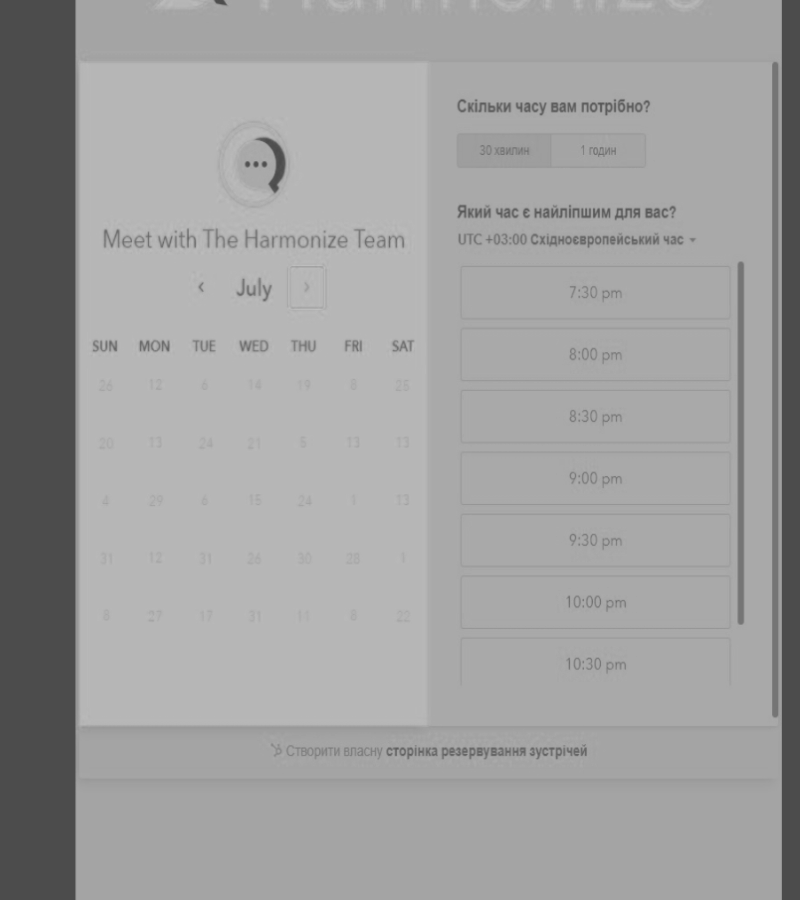 Harmonize
Meet with The Harmonize Team
July
SUN MON TUE WED THU FRI SAT
26 12 6 14 19 8 25
20 13 24 21 5 13 13
4 29 6 15 24 1 13
31 12 31 26 30 28 1
8 27 17 31 11 8 22
Скільки часу вам потрібно?
30 хвилин 1 годин
Який час є найліпшим для вас?
UTC +03:00 Східноєвропейський час
7:30 pm
8:00 pm
8:30 pm
9:00 pm
9:30 pm
10:00 pm
10:30 pm
Створити власну сторінка резервування зустрічей